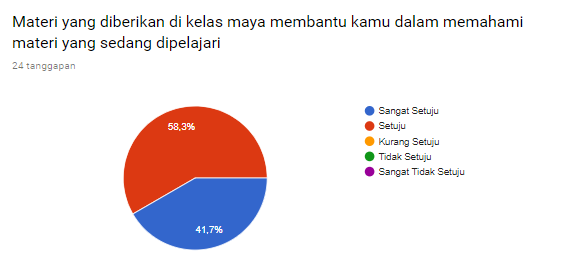 Materi yang diberikan di kelas maya membantu kamu dalam memahami
materi yang sedang dipelajari
24 tanggapan
58,3%
41,7%
Sangat Setuju
Setuju
Kurang Setuju
Tidak Setuju
Sangat Tidak Setuju